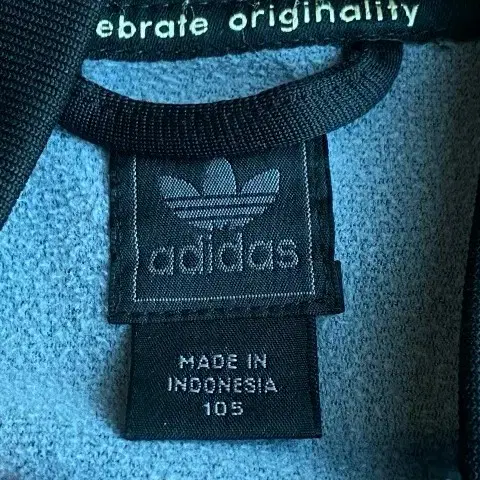 ebrate originality
adidas
MADE IN
INDONESIA
105